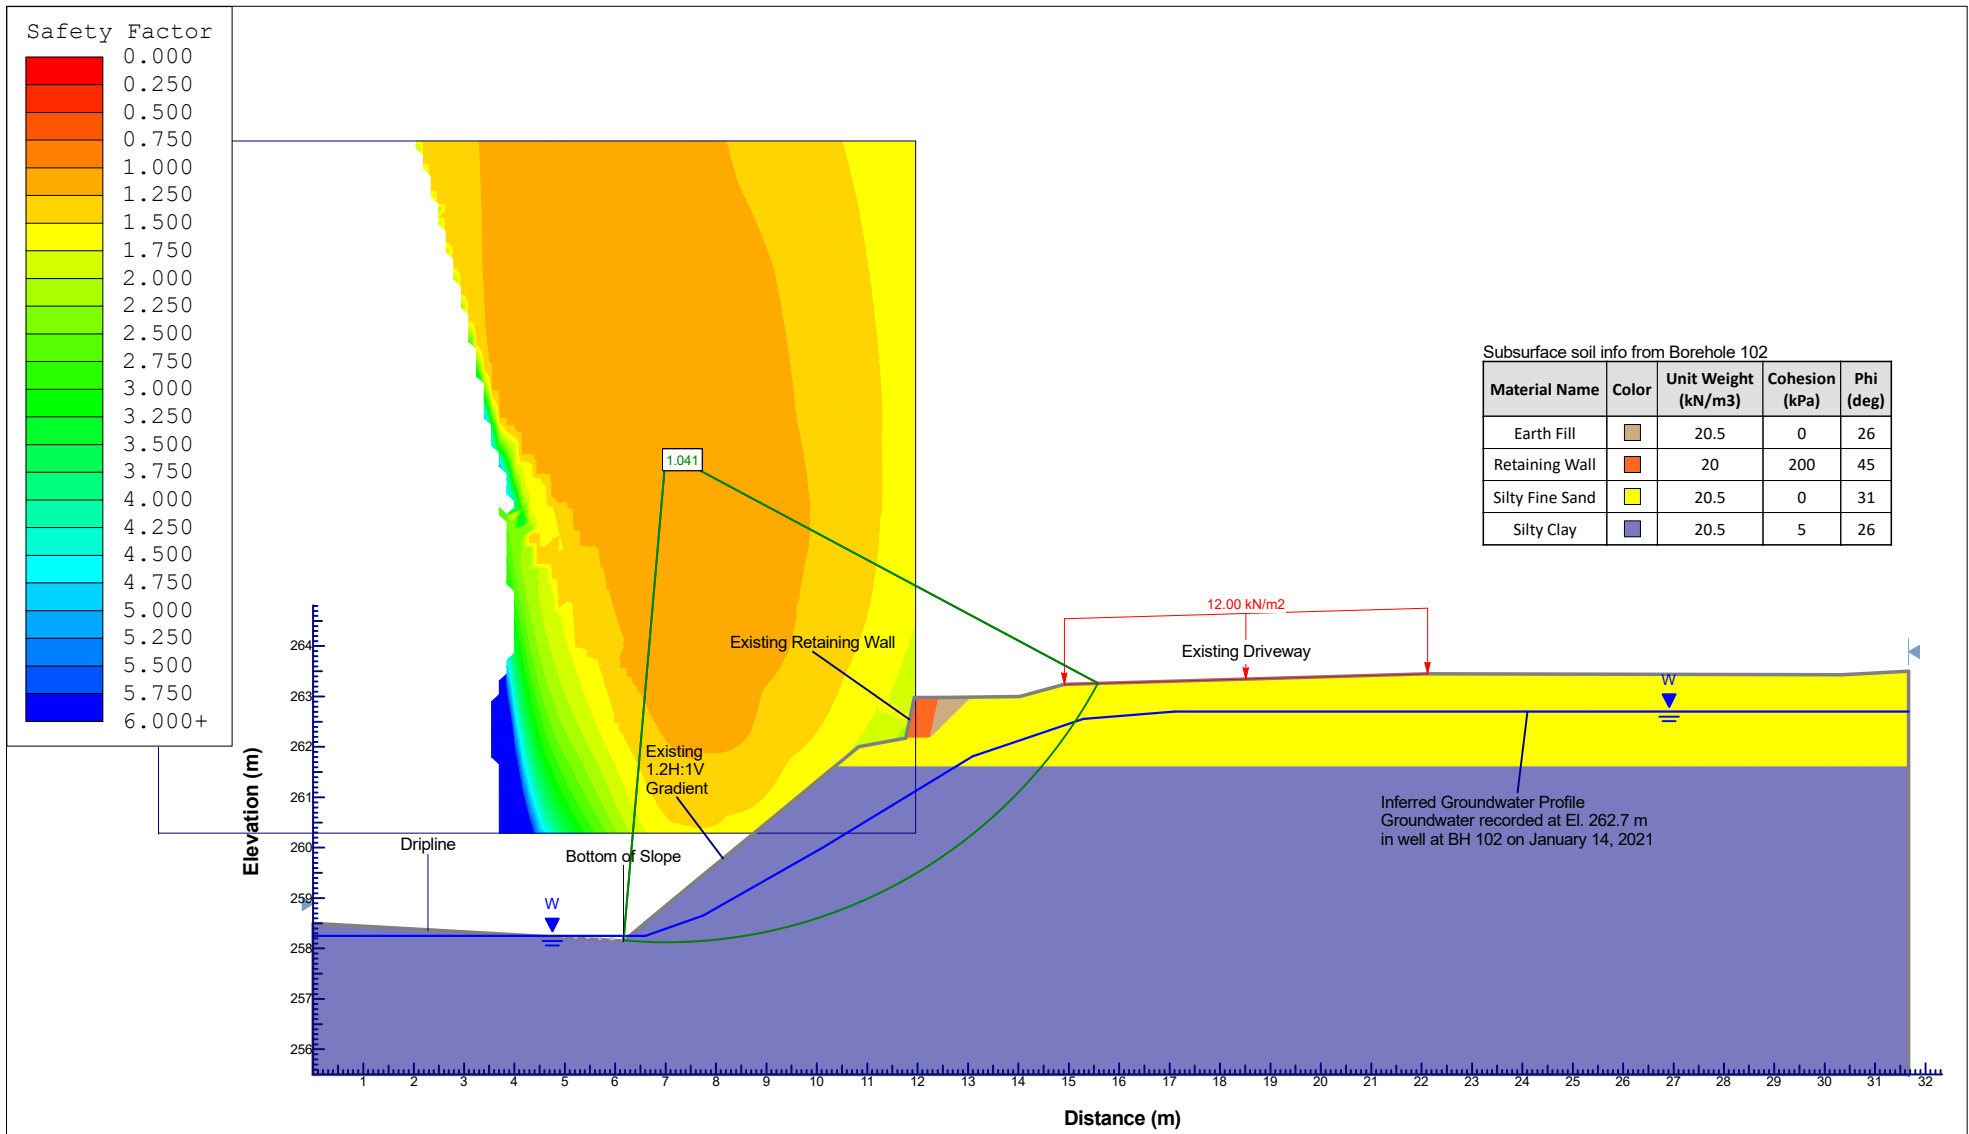 Safety Factor
0.000
0.250
0.500
0.750
1.000
1.250
1.500
1.750
2.000
2.250
2.500
2.750
3.000
3.250
3.500
3.750
4.000
4.250
4.500
4.750
5.000
5.250
5.500
5.750
6.000+
1.041
Subsurface soil info from Borehole 102
Material Name Color Unit Weight (kN/m3) Cohesion (kPa) Phi (deg)
Earth Fill 20.5 0 26
Retaining Wall 20 200 45
Silty Fine Sand 20.5 0 31
Silty Clay 20.5 5 26
12.00 kN/m2
Existing Retaining Wall
Existing Driveway
W
Existing
1.2H:1V
Gradient
Inferred Groundwater Profile
Groundwater recorded at El. 262.7 m
in well at BH 102 on January 14, 2021
Dripline
Bottom of Slope
W
Elevation (m)
264
263
262
261
260
259
258
257
256
1 2 3 4 5 6 7 8 9 10 11 12 13 14 15 16 17 18 19 20 21 22 23 24 25 26 27 28 29 30 31 32
Distance (m)